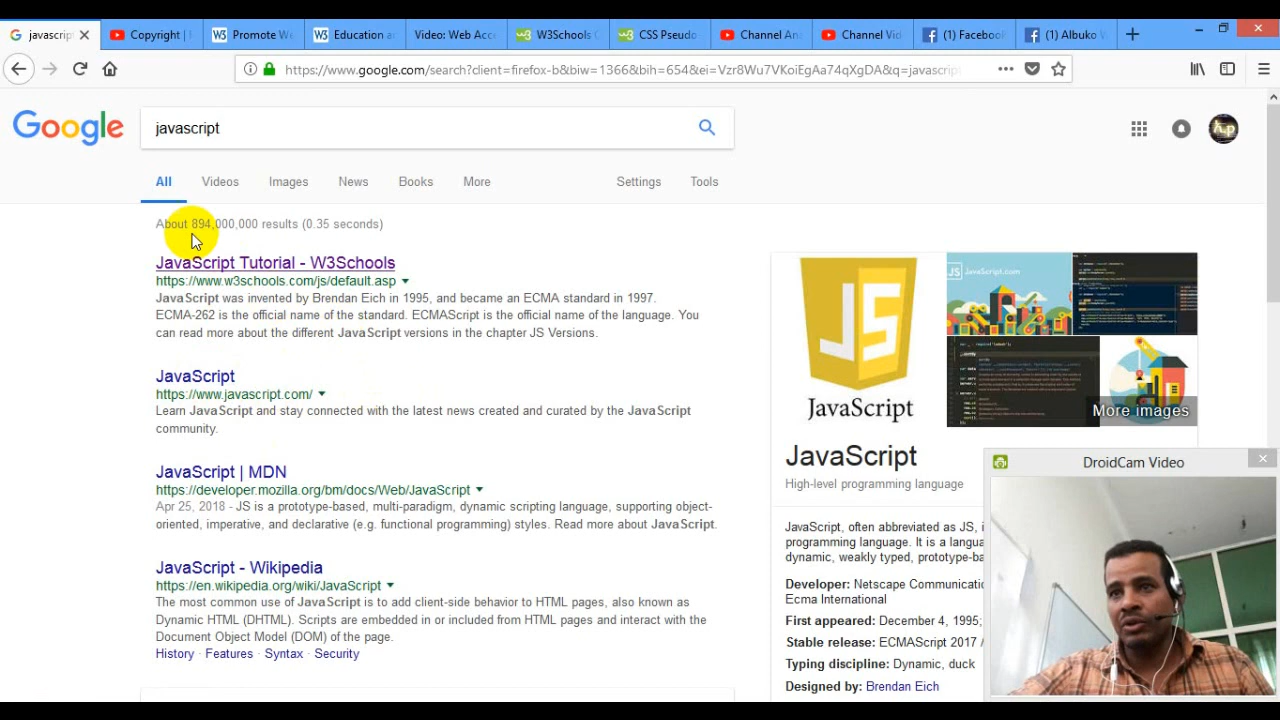 javascript
Copyright |
Promote We
Education an
Video: Web Acce
W3Schools
CSS Pseudo
Channel Ana
Channel Vid
(1) Facebook
(1) Albuko
https://www.google.com/search?client=firefox-b&biw=1366&bih=654&ei=Vzr8Wu7VKoiEgAa74qXgDA&q=javascrip
Google
javascript
All Videos Images News Books More Settings Tools
About 894,000,000 results (0.35 seconds)
JavaScript Tutorial - W3Schools
https://www.w3schools.com/js/default.asp
JavaScript was invented by Brendan Eich in 1995, and became an ECMA standard in 1997.
ECMA-262 is the official name of the standard. ECMAScript is the official name of the language. You
can read more about the different JavaScript versions in the chapter JS Versions.
JavaScript
https://www.javascript.com/
Learn JavaScript and stay connected with the latest news created and curated by the JavaScript
community.
JavaScript | MDN
https://developer.mozilla.org/bm/docs/Web/JavaScript
Apr 25, 2018 - JS is a prototype-based, multi-paradigm, dynamic scripting language, supporting object-
oriented, imperative, and declarative (e.g. functional programming) styles. Read more about JavaScript.
JavaScript - Wikipedia
https://en.wikipedia.org/wiki/JavaScript
The most common use of JavaScript is to add client-side behavior to HTML pages, also known as
Dynamic HTML (DHTML). Scripts are embedded in or included from HTML pages and interact with the
Document Object Model (DOM) of the page.
History · Features · Syntax · Security
JS
JavaScript
JS JavaScript.com
More images
JavaScript
High-level programming language
JavaScript, often abbreviated as JS, i
programming language. It is a langua
dynamic, weakly typed, prototype-ba
Developer: Netscape Communicati
Ecma International
First appeared: December 4, 1995;
Stable release: ECMAScript 2017 /
Typing discipline: Dynamic, duck
Designed by: Brendan Eich
DroidCam Video